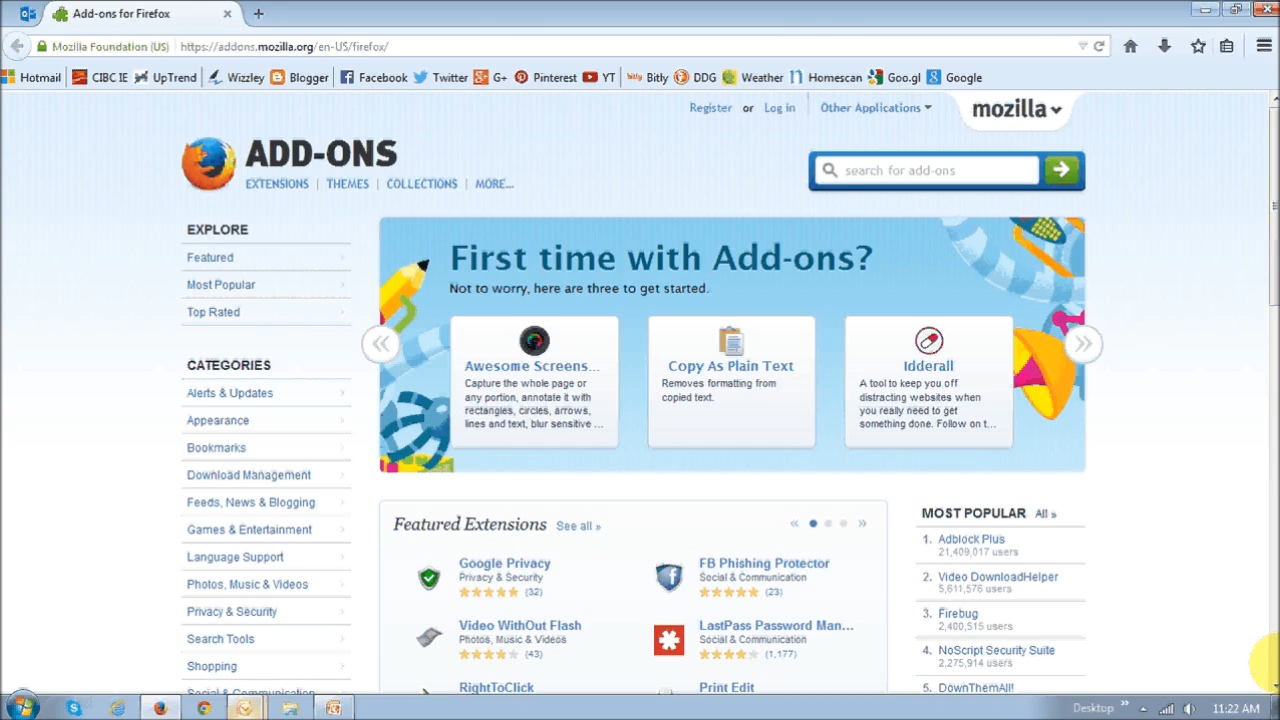 Add-ons for Firefox
Mozilla Foundation (US) https://addons.mozilla.org/en-US/firefox/
Hotmail CIBC IE UpTrend Wizzley Blogger Facebook Twitter G+ Pinterest YT Bitly DDG Weather Homescan Goo.gl Google
Register or Log in Other Applications
mozilla
ADD-ONS
EXTENSIONS | THEMES | COLLECTIONS | MORE...
search for add-ons
EXPLORE
Featured
Most Popular
Top Rated
CATEGORIES
Alerts & Updates
Appearance
Bookmarks
Download Management
Feeds, News & Blogging
Games & Entertainment
Language Support
Photos, Music & Videos
Privacy & Security
Search Tools
Shopping
Social & Communication
First time with Add-ons?
Not to worry, here are three to get started.
Awesome Screens...
Capture the whole page or
any portion, annotate it with
rectangles, circles, arrows,
lines and text, blur sensitive ...
Copy As Plain Text
Removes formatting from
copied text.
Idderall
A tool to keep you off
distracting websites when
you really need to get
something done. Follow on t...
Featured Extensions See all »
Google Privacy
Privacy & Security
(32)
FB Phishing Protector
Social & Communication
(23)
Video WithOut Flash
Photos, Music & Videos
(43)
LastPass Password Man...
Social & Communication
(1,177)
RightToClick
Print Edit
MOST POPULAR All »
1. Adblock Plus
21,409,017 users
2. Video DownloadHelper
5,611,576 users
3. Firebug
2,400,515 users
4. NoScript Security Suite
2,275,914 users
5. DownThemAll!
Desktop
11:22 AM